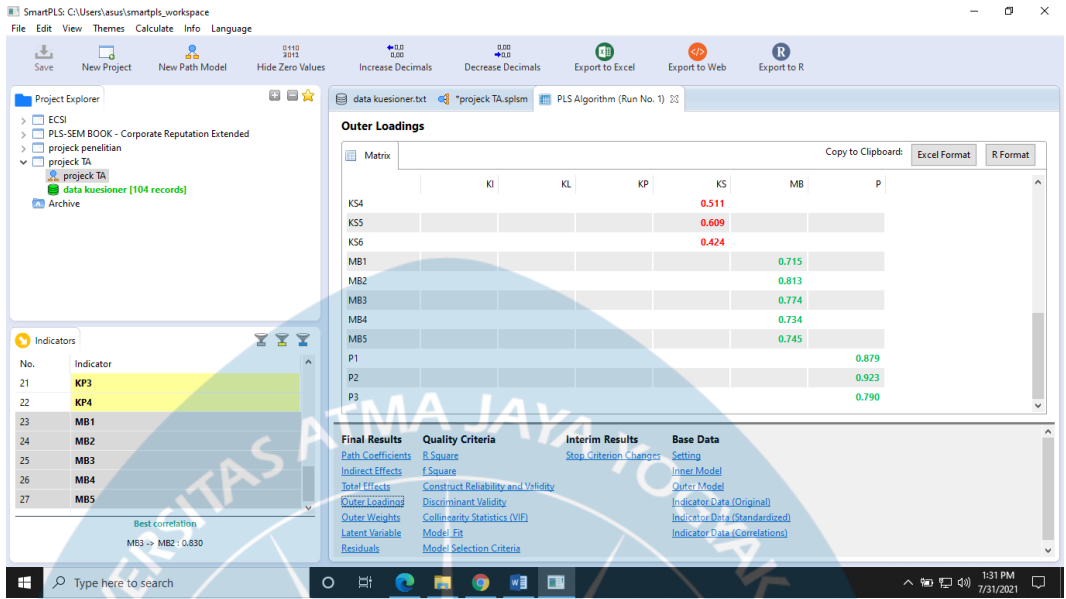 SmartPLS: C:\Users\asus\smartpls_workspace
File Edit View Themes Calculate Info Language
Save New Project New Path Model Hide Zero Values Increase Decimals Decrease Decimals Export to Excel Export to Web Export to R
Project Explorer
ECSI
PLS-SEM BOOK - Corporate Reputation Extended
projeck penelitian
projeck TA
projeck TA
data kuesioner [104 records]
Archive
Indicators
No. Indicator
21 KP3
22 KP4
23 MB1
24 MB2
25 MB3
26 MB4
27 MB5
Best correlation
MB3 -> MB2 : 0.830
data kuesioner.txt *projeck TA.splsm PLS Algorithm (Run No. 1)
Outer Loadings
Matrix Copy to Clipboard: Excel Format R Format
KI KL KP KS MB P
KS4 0.511
KS5 0.609
KS6 0.424
MB1 0.715
MB2 0.813
MB3 0.774
MB4 0.734
MB5 0.745
P1 0.879
P2 0.923
P3 0.790
Final Results Quality Criteria Interim Results Base Data
Path Coefficients R Square Stop Criterion Changes Setting
Indirect Effects f Square Inner Model
Total Effects Construct Reliability and Validity Outer Model
Outer Loadings Discriminant Validity Indicator Data (Original)
Outer Weights Collinearity Statistics (VIF) Indicator Data (Standardized)
Latent Variable Model_Fit Indicator Data (Correlations)
Residuals Model Selection Criteria
Type here to search
1:31 PM
7/31/2021
ERSITAS ATMA JAYA YOGYAK